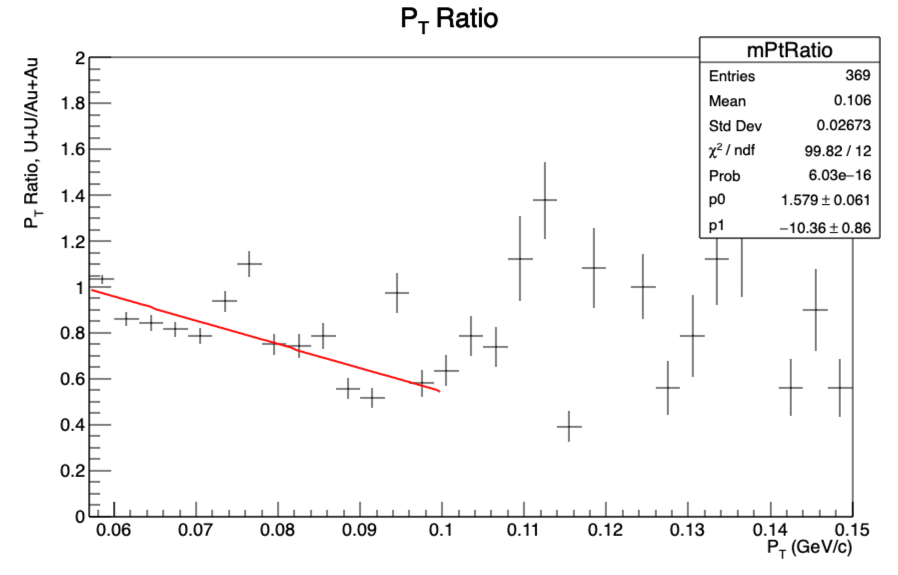 P_T Ratio
mPtRatio
Entries 369
Mean 0.106
Std Dev 0.02673
χ² / ndf 99.82 / 12
Prob 6.03e−16
p0 1.579 ± 0.061
p1 −10.36 ± 0.86
P_T Ratio, U+U/Au+Au
2
1.8
1.6
1.4
1.2
1
0.8
0.6
0.4
0.2
0
0.06 0.07 0.08 0.09 0.1 0.11 0.12 0.13 0.14 0.15
P_T (GeV/c)